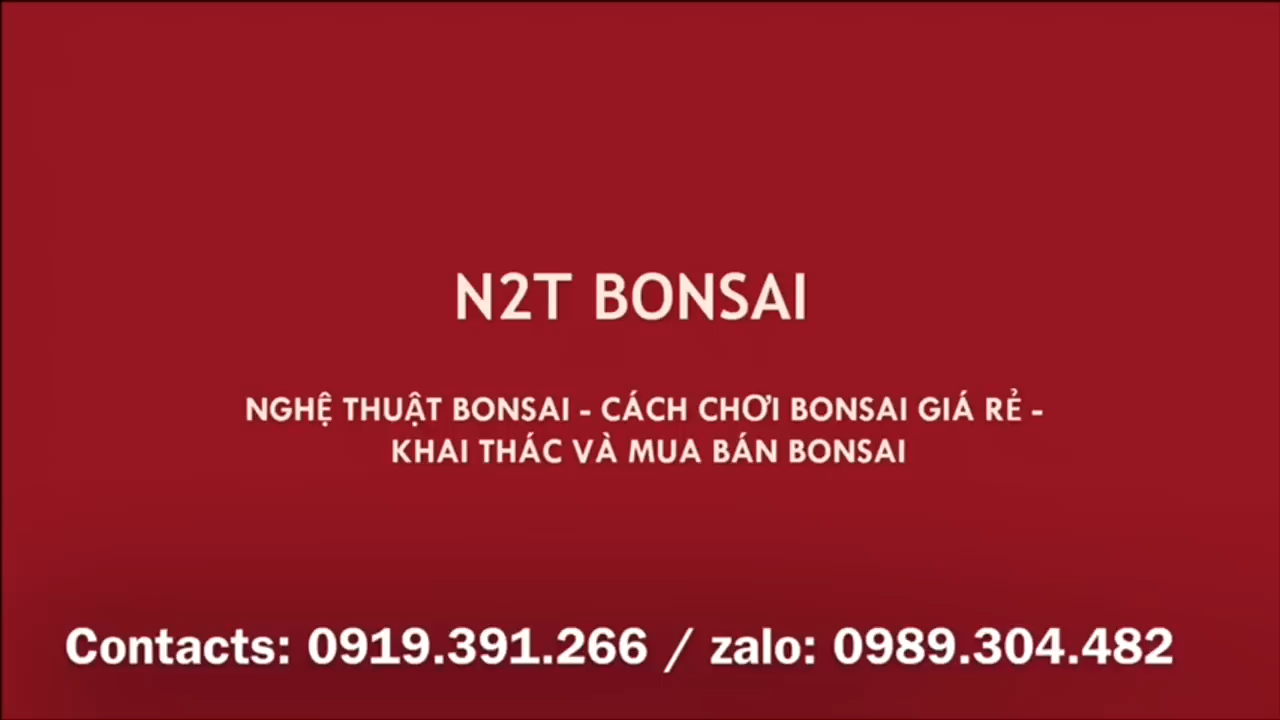 N2T BONSAI
NGHỆ THUẬT BONSAI - CÁCH CHƠI BONSAI GIÁ RẺ -
KHAI THÁC VÀ MUA BÁN BONSAI
Contacts: 0919.391.266 / zalo: 0989.304.482